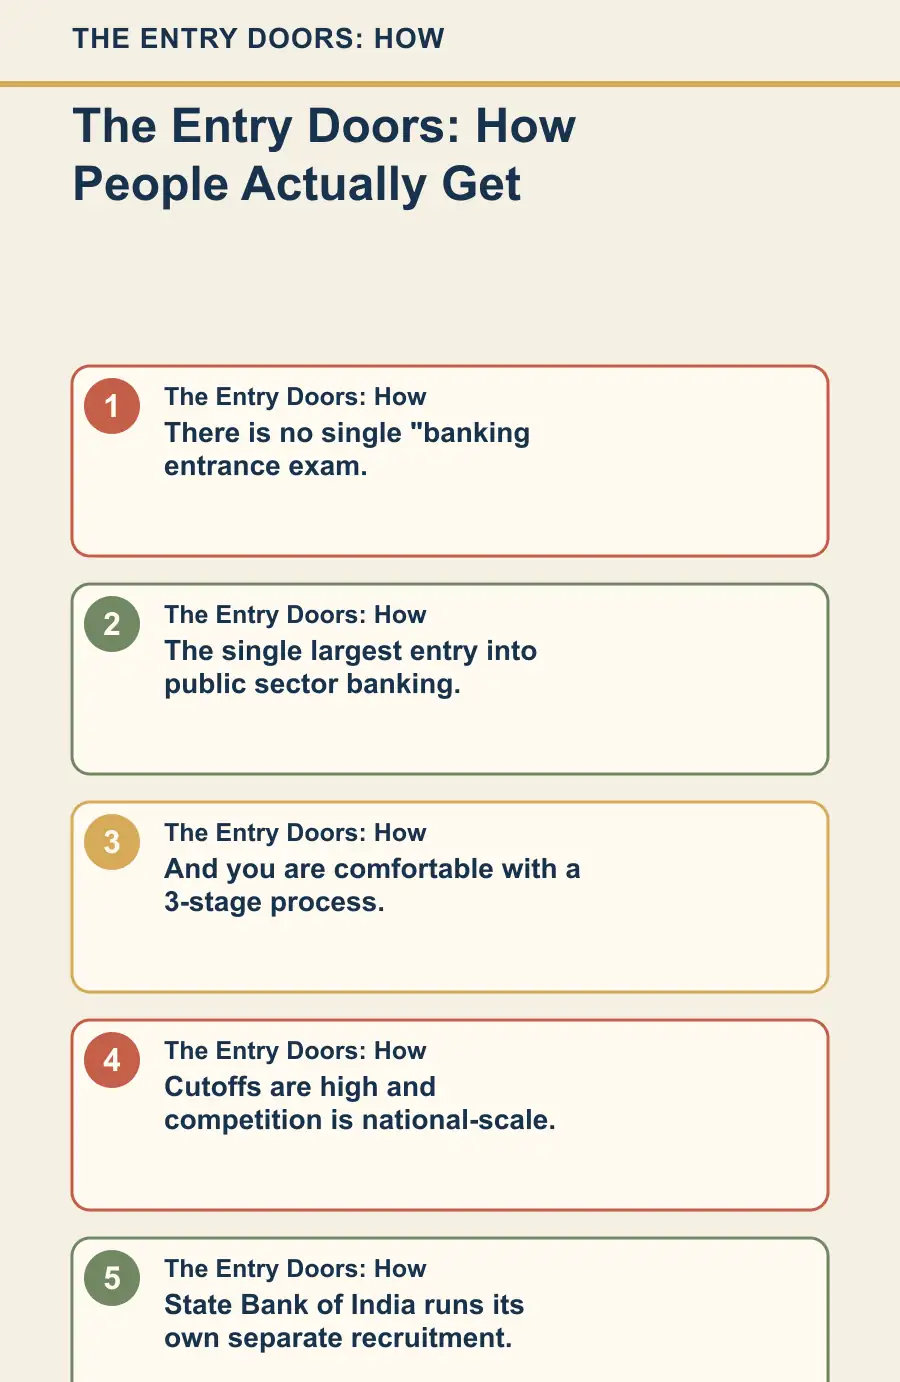 THE ENTRY DOORS: HOW
The Entry Doors: How
People Actually Get
1
The Entry Doors: How
There is no single "banking
entrance exam.
2
The Entry Doors: How
The single largest entry into
public sector banking.
3
The Entry Doors: How
And you are comfortable with a
3-stage process.
4
The Entry Doors: How
Cutoffs are high and
competition is national-scale.
5
The Entry Doors: How
State Bank of India runs its
own separate recruitment.